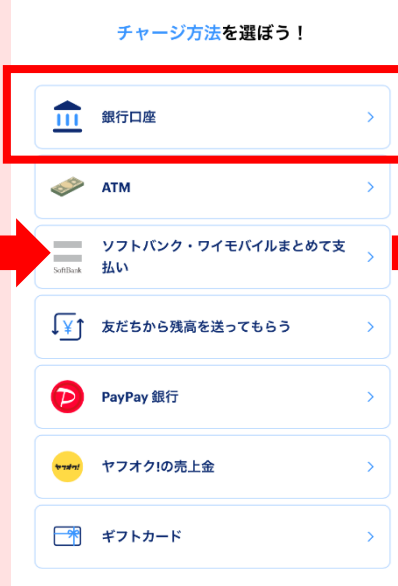 チャージ方法を選ぼう!
銀行口座
ATM
ソフトバンク・ワイモバイルまとめて支
払い
SoftBank
友だちから残高を送ってもらう
PayPay 銀行
ヤフオク!
ヤフオク!の売上金
ギフトカード